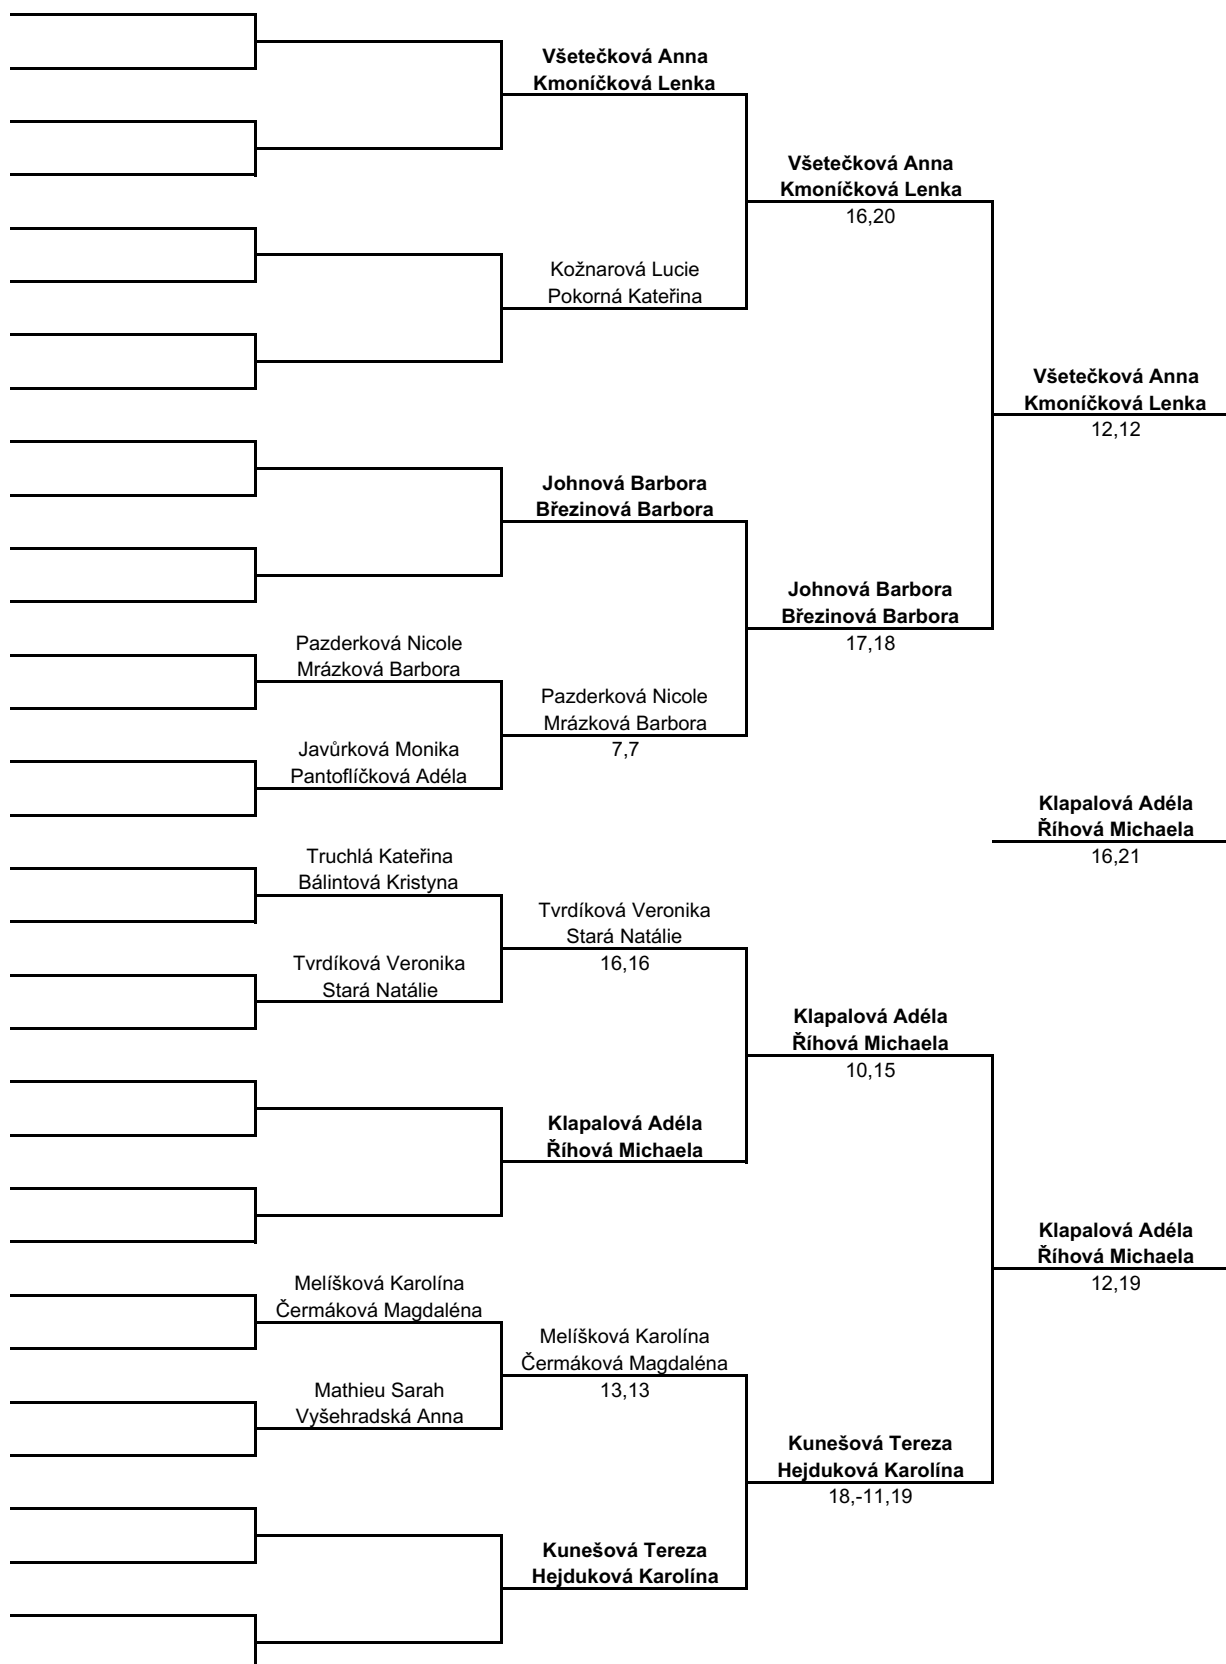 Všetečková Anna
Kmoníčková Lenka
Všetečková Anna
Kmoníčková Lenka
16,20
Kožnarová Lucie
Pokorná Kateřina
Všetečková Anna
Kmoníčková Lenka
12,12
Johnová Barbora
Březinová Barbora
Johnová Barbora
Březinová Barbora
17,18
Pazderková Nicole
Mrázková Barbora
Pazderková Nicole
Mrázková Barbora
7,7
Javůrková Monika
Pantoflíčková Adéla
Klapalová Adéla
Říhová Michaela
16,21
Truchlá Kateřina
Bálintová Kristyna
Tvrdíková Veronika
Stará Natálie
16,16
Tvrdíková Veronika
Stará Natálie
Klapalová Adéla
Říhová Michaela
10,15
Klapalová Adéla
Říhová Michaela
Klapalová Adéla
Říhová Michaela
12,19
Melíšková Karolína
Čermáková Magdaléna
Melíšková Karolína
Čermáková Magdaléna
13,13
Mathieu Sarah
Vyšehradská Anna
Kunešová Tereza
Hejduková Karolína
18,-11,19
Kunešová Tereza
Hejduková Karolína